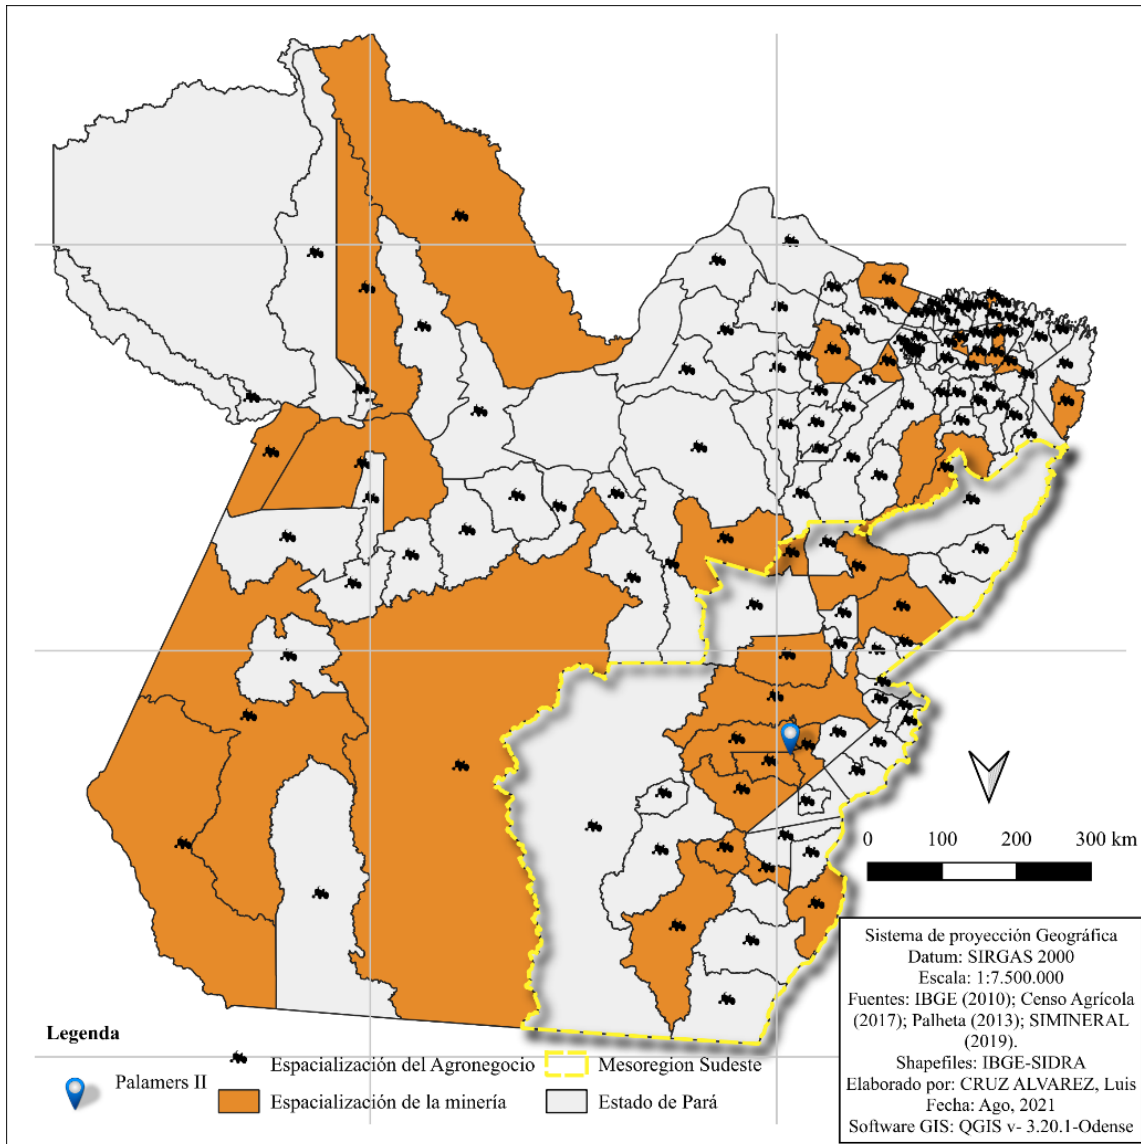 0 100 200 300 km
Sistema de proyección Geográfica
Datum: SIRGAS 2000
Escala: 1:7.500.000
Fuentes: IBGE (2010); Censo Agrícola
(2017); Palheta (2013); SIMINERAL
(2019).
Shapefiles: IBGE-SIDRA
Elaborado por: CRUZ ALVAREZ, Luis
Fecha: Ago, 2021
Software GIS: QGIS v- 3.20.1-Odense
Legenda
Palamers II
Espacialización del Agronegocio
Mesoregion Sudeste
Espacialización de la minería
Estado de Pará